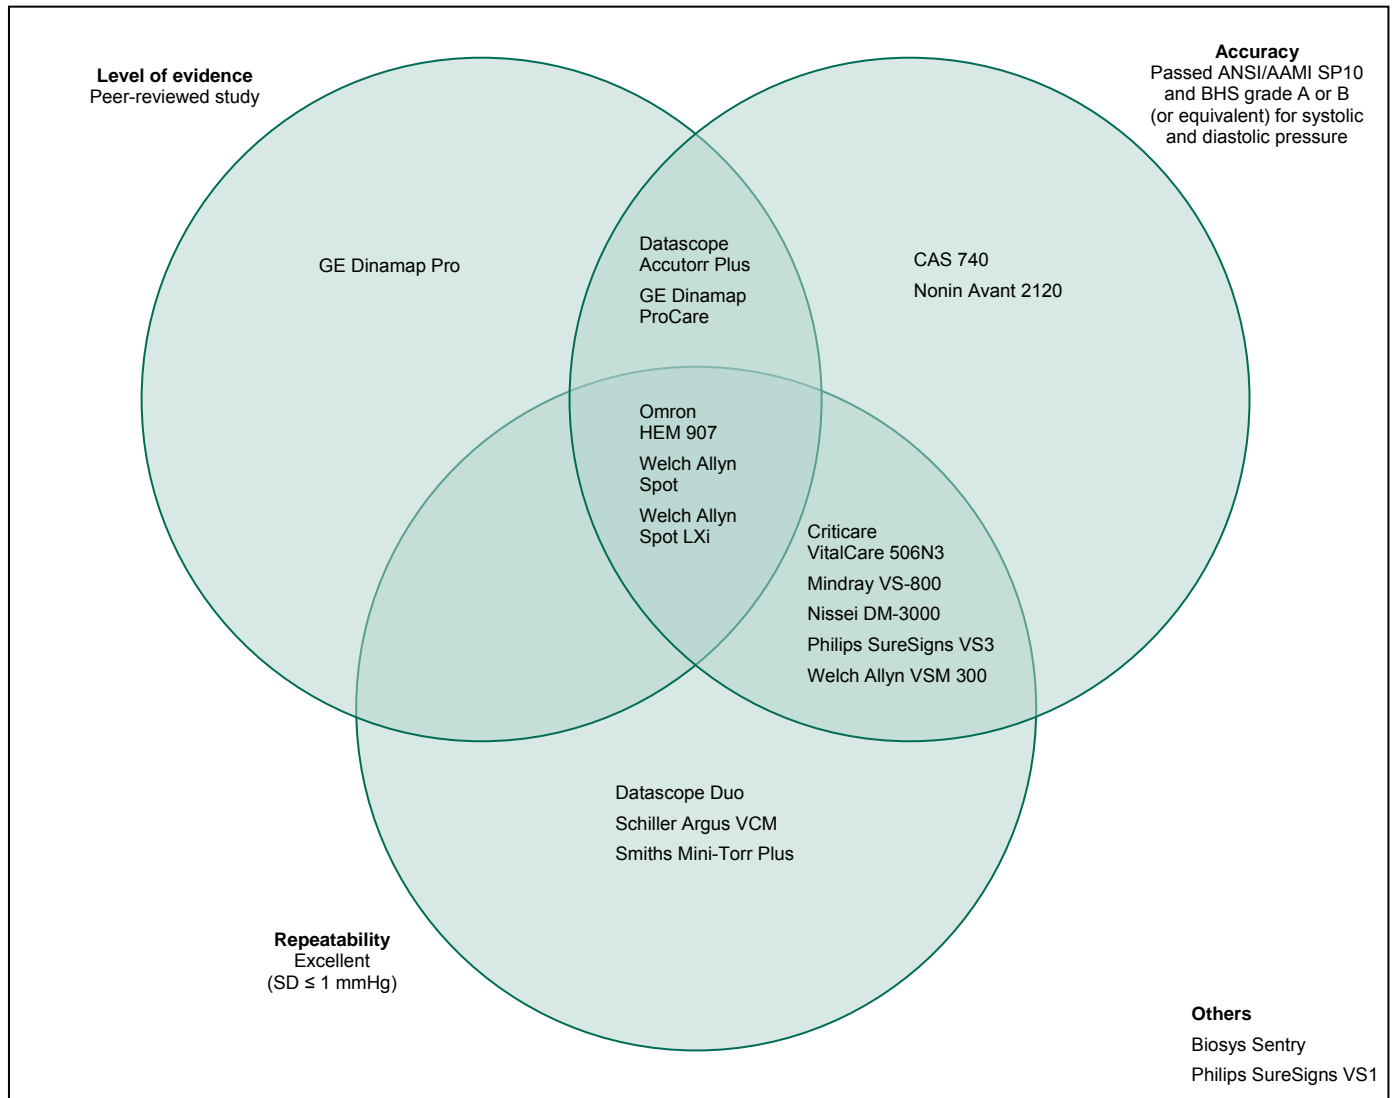 Level of evidence
Peer-reviewed study
Accuracy
Passed ANSI/AAMI SP10
and BHS grade A or B
(or equivalent) for systolic
and diastolic pressure
GE Dinamap Pro
Datascope
Accutorr Plus
GE Dinamap
ProCare
CAS 740
Nonin Avant 2120
Omron
HEM 907
Welch Allyn
Spot
Welch Allyn
Spot LXi
Criticare
VitalCare 506N3
Mindray VS-800
Nissei DM-3000
Philips SureSigns VS3
Welch Allyn VSM 300
Datascope Duo
Schiller Argus VCM
Smiths Mini-Torr Plus
Repeatability
Excellent
(SD ≤ 1 mmHg)
Others
Biosys Sentry
Philips SureSigns VS1